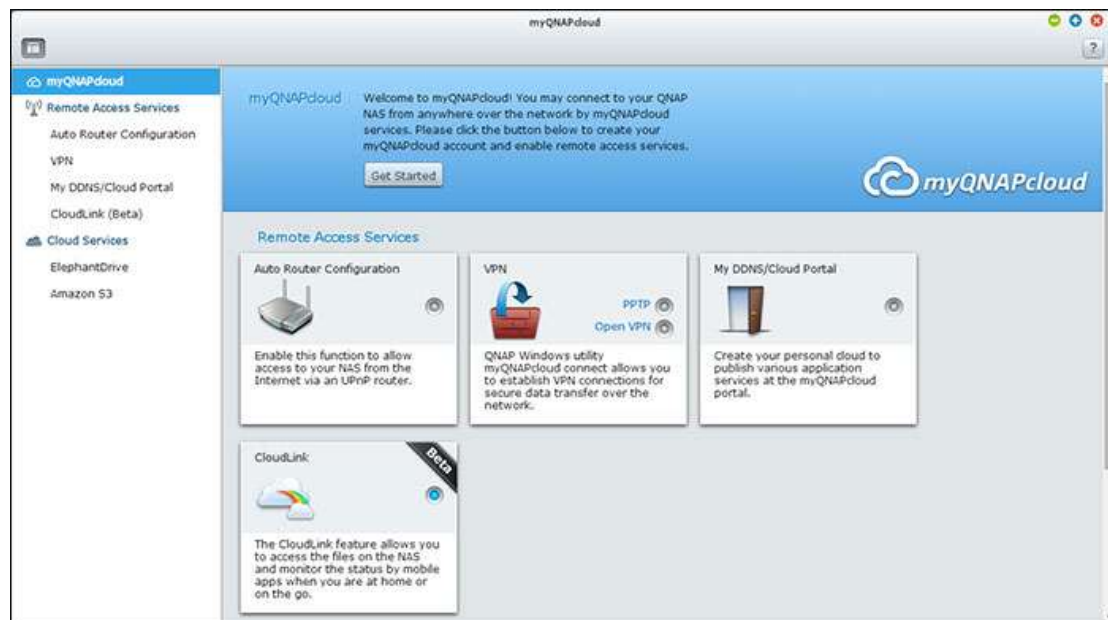 myQNAPcloud
?
myQNAPcloud
Remote Access Services
Auto Router Configuration
VPN
My DDNS/Cloud Portal
CloudLink (Beta)
Cloud Services
ElephantDrive
Amazon S3
myQNAPcloud
Welcome to myQNAPcloud! You may connect to your QNAP
NAS from anywhere over the network by myQNAPcloud
services. Please click the button below to create your
myQNAPcloud account and enable remote access services.
Get Started
myQNAPcloud
Remote Access Services
Auto Router Configuration
Enable this function to allow
access to your NAS from the
Internet via an UPnP router.
VPN
PPTP
Open VPN
QNAP Windows utility
myQNAPcloud connect allows you
to establish VPN connections for
secure data transfer over the
network.
My DDNS/Cloud Portal
Create your personal cloud to
publish various application
services at the myQNAPcloud
portal.
CloudLink
Beta
The CloudLink feature allows you
to access the files on the NAS
and monitor the status by mobile
apps when you are at home or
on the go.